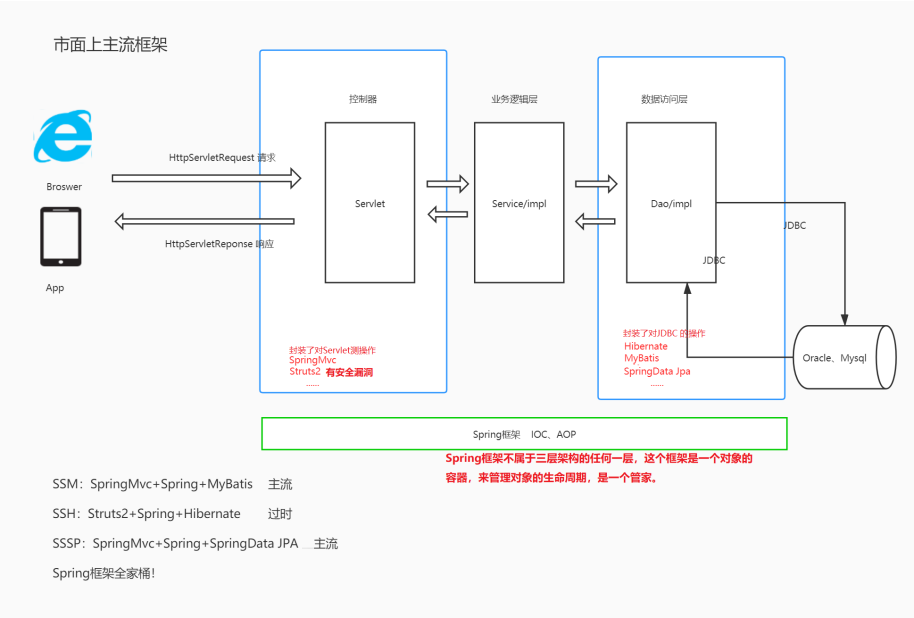 市面上主流框架
控制器
业务逻辑层
数据访问层
HttpServletRequest 请求
Broswer
Servlet
Service/impl
Dao/impl
JDBC
HttpServletReponse 响应
JDBC
App
封装了对Servlet测操作
SpringMvc
Struts2 有安全漏洞
......
封装了对JDBC 的操作
Hibernate
MyBatis
SpringData Jpa
......
Oracle、Mysql
Spring框架 IOC、AOP
Spring框架不属于三层架构的任何一层，这个框架是一个对象的
容器，来管理对象的生命周期，是一个管家。
SSM：SpringMvc+Spring+MyBatis 主流
SSH：Struts2+Spring+Hibernate 过时
SSSP：SpringMvc+Spring+SpringData JPA 主流
Spring框架全家桶！